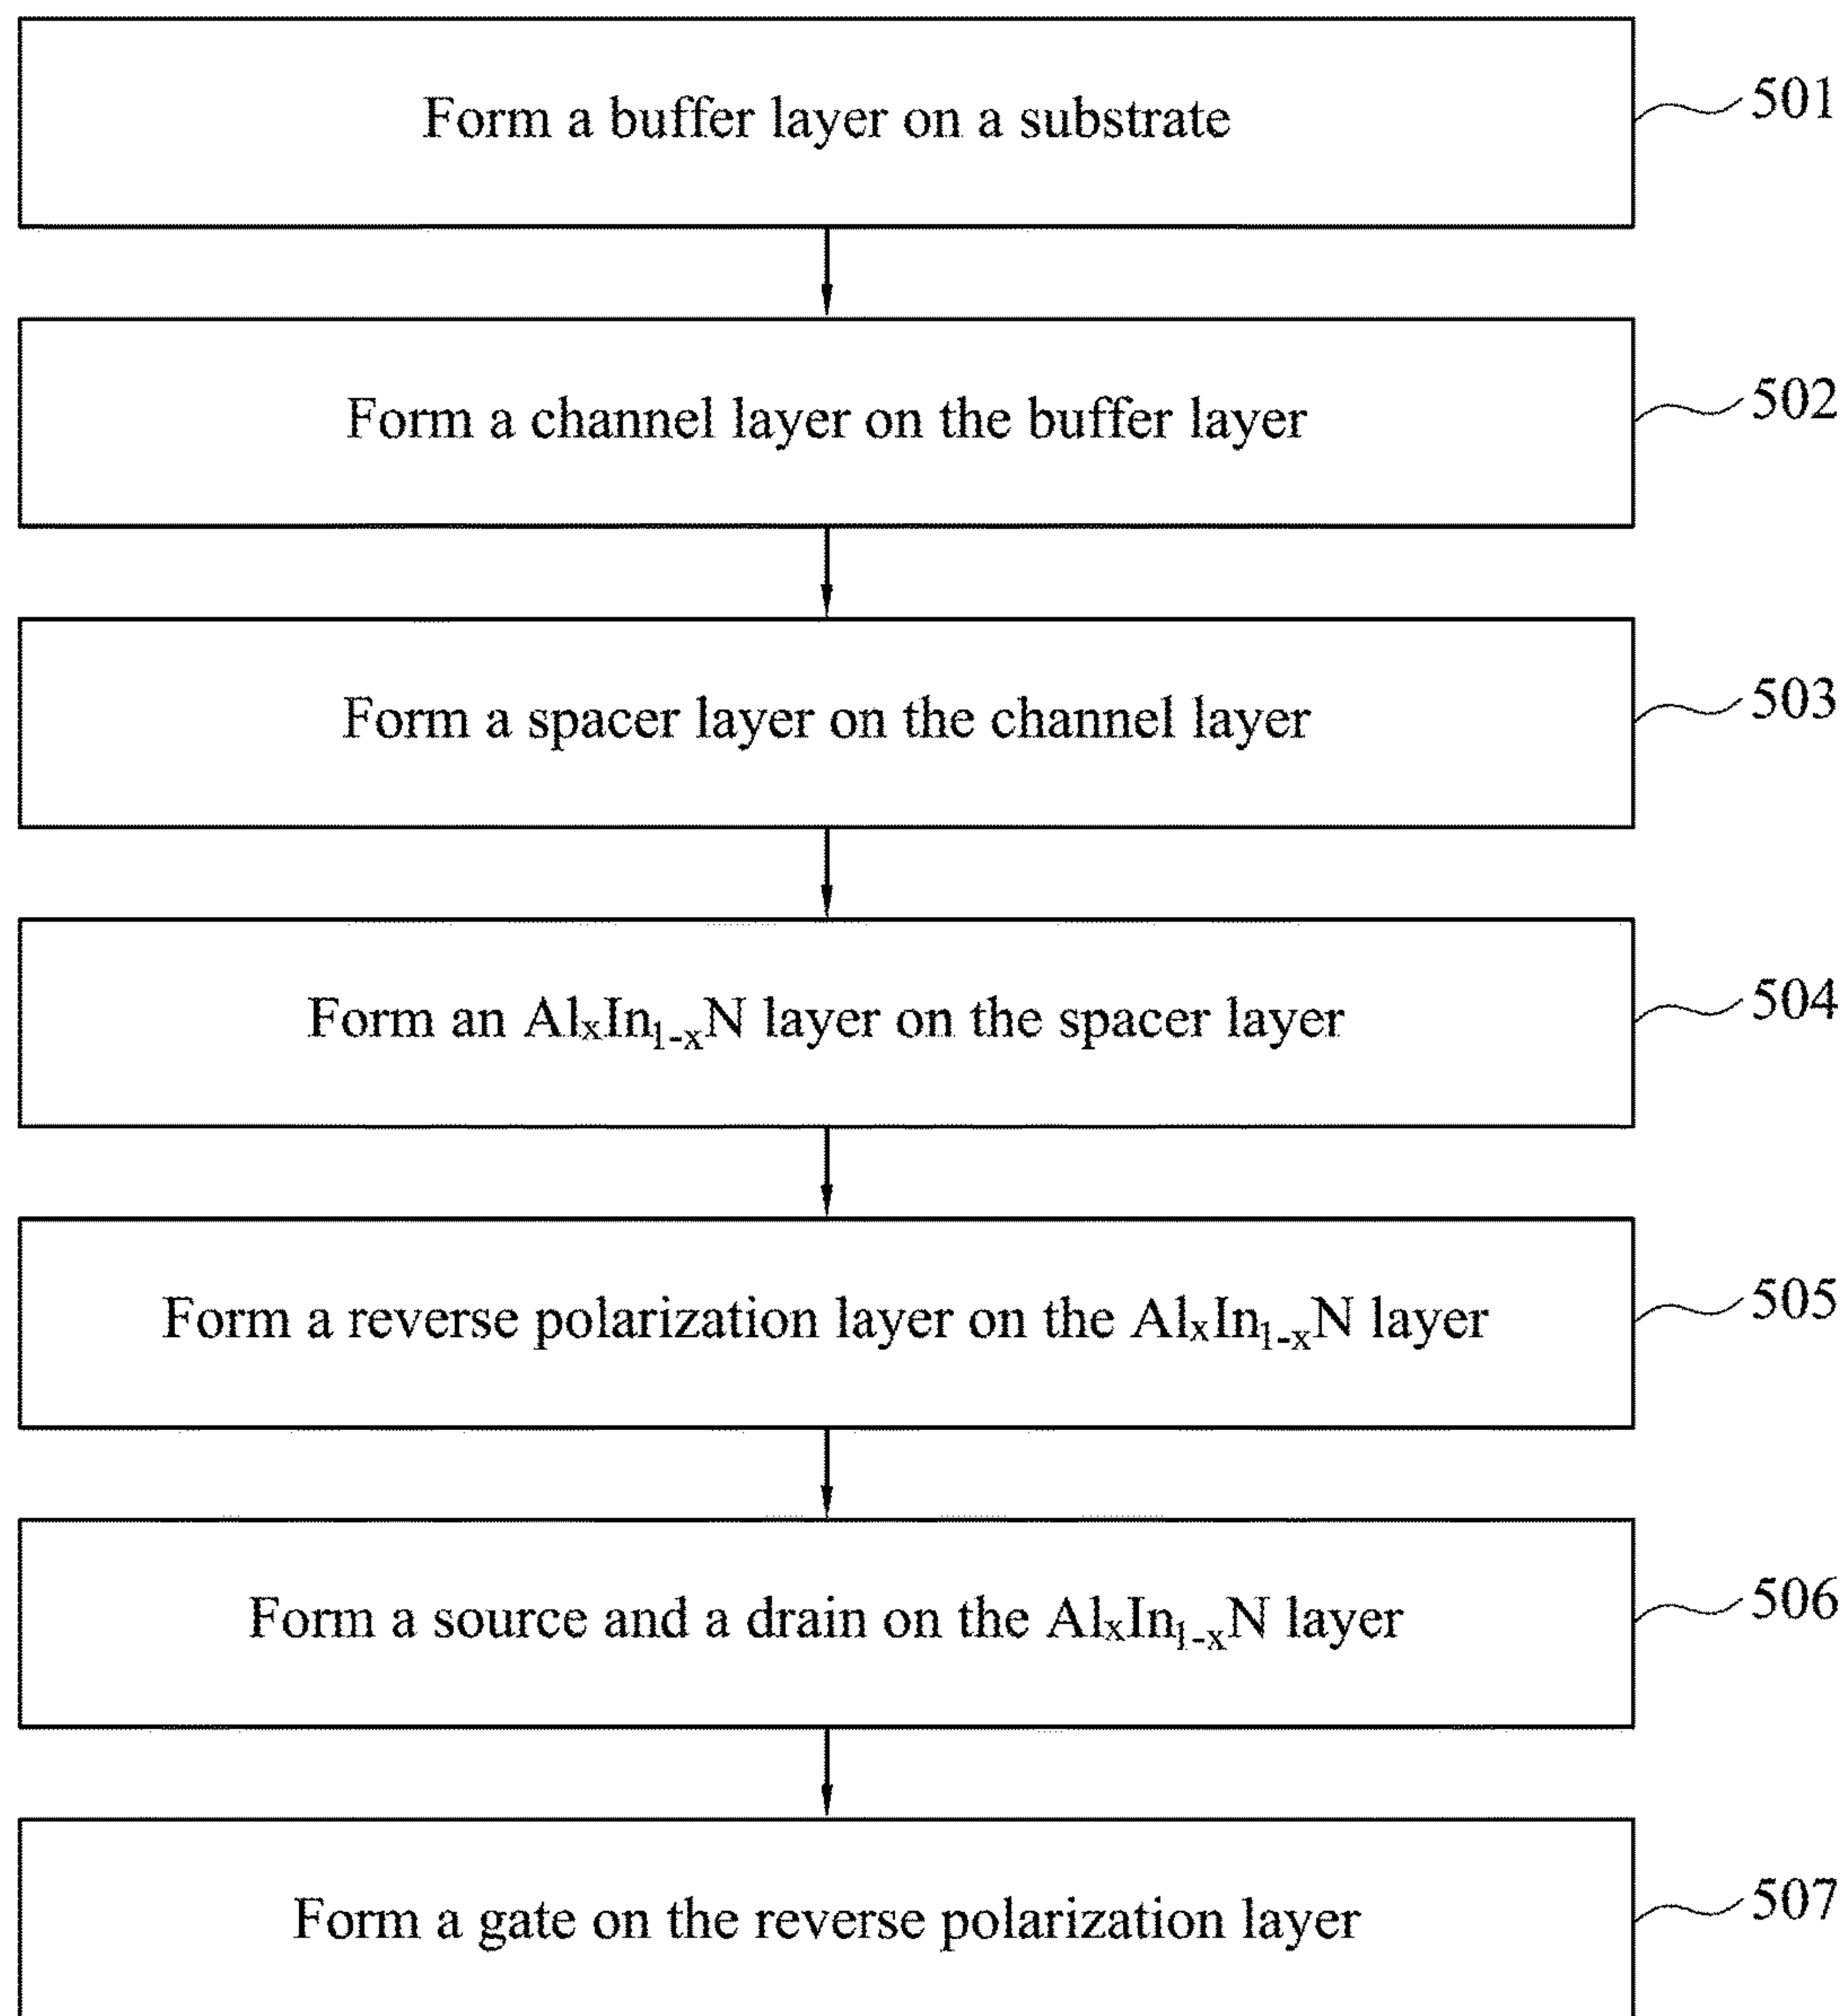 Form a buffer layer on a substrate
501
Form a channel layer on the buffer layer
502
Form a spacer layer on the channel layer
503
Form an AlₓIn₁₋ₓN layer on the spacer layer
504
Form a reverse polarization layer on the AlₓIn₁₋ₓN layer
505
Form a source and a drain on the AlₓIn₁₋ₓN layer
506
Form a gate on the reverse polarization layer
507